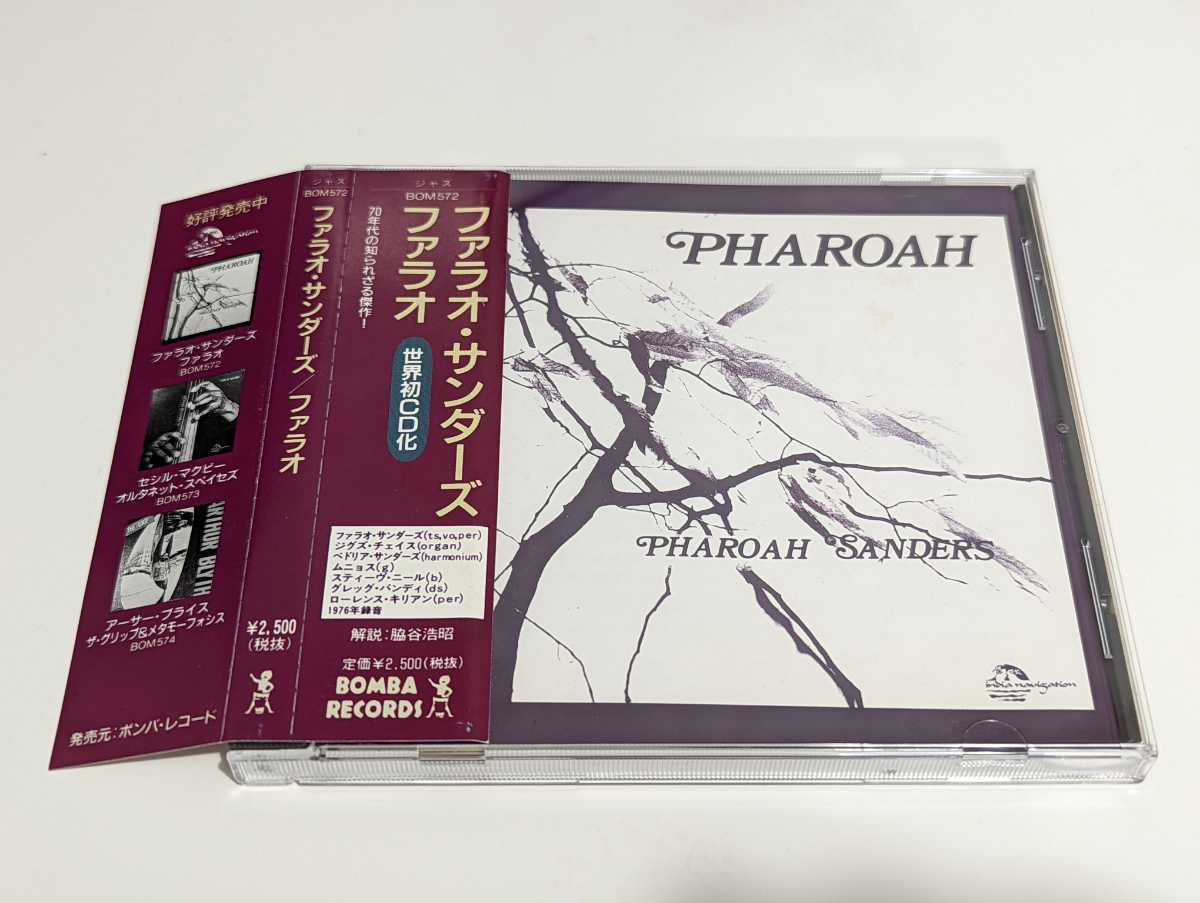 好評発売中
india navigation
PHAROAH
ファラオ・サンダーズ
ファラオ
BOM572
セシル・マクビー
オルタネット・スペイセズ
BOM573
ARTHUR BLYTHE
アーサー・ブライス
ザ・グリップ&メタモーフォシス
BOM574
発売元:ボンバ・レコード
ジャズ
BOM572
ファラオ・サンダーズ/ファラオ
¥2,500
(税抜)
ジャズ
BOM572
ファラオ・サンダーズ
ファラオ
世界初CD化
70年代の知られざる傑作!
ファラオ・サンダーズ(ts,vo,per)
ジグズ・チェイス(organ)
ベドリア・サンダーズ(harmonium)
ムニョス(g)
スティーヴ・ニール(b)
グレッグ・バンディ(ds)
ローレンス・キリアン(per)
1976年録音
解説:脇谷浩昭
定価¥2,500(税抜)
BOMBA
RECORDS
PHAROAH
PHAROAH SANDERS
india navigation